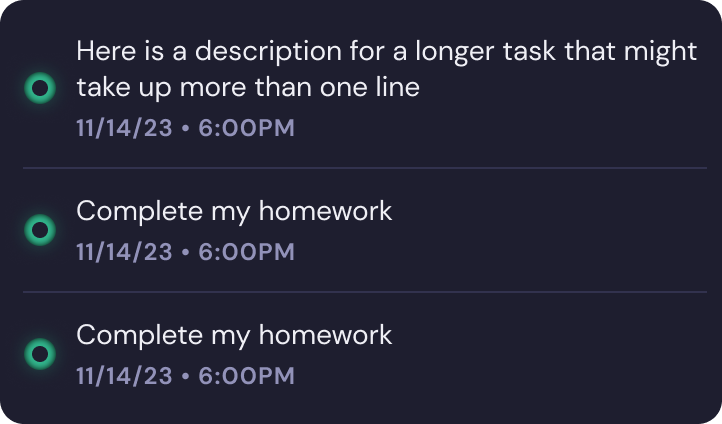 Here is a description for a longer task that might
take up more than one line
11/14/23 • 6:00PM
Complete my homework
11/14/23 • 6:00PM
Complete my homework
11/14/23 • 6:00PM